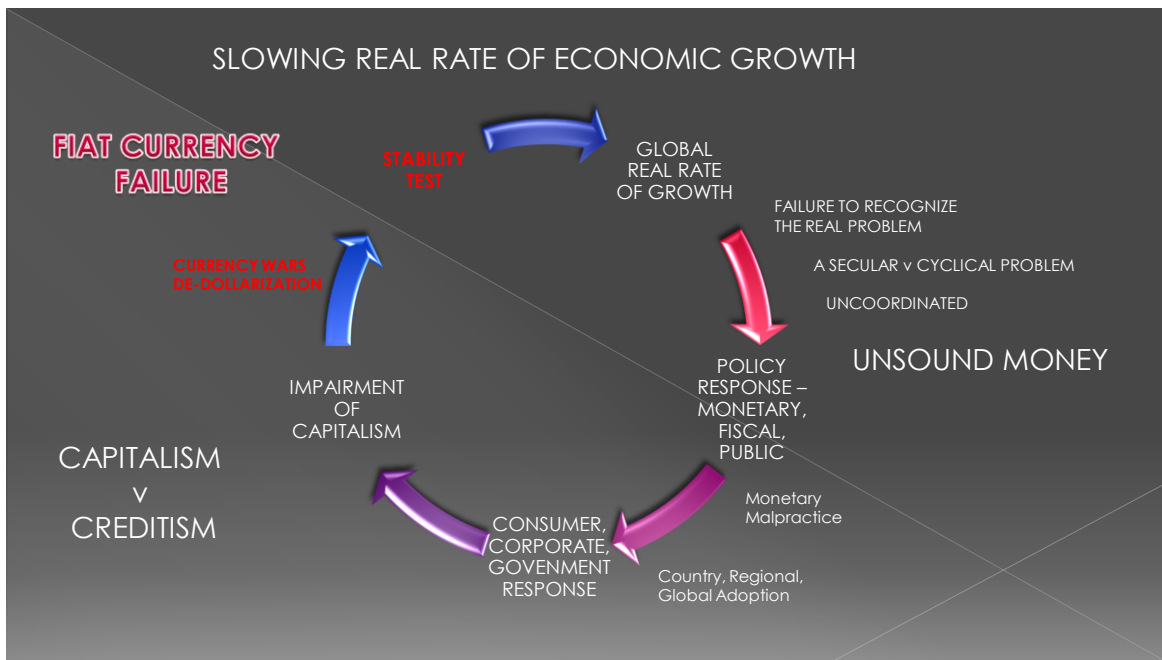 SLOWING REAL RATE OF ECONOMIC GROWTH
FIAT CURRENCY
FAILURE
STABILITY
TEST
GLOBAL
REAL RATE
OF GROWTH
FAILURE TO RECOGNIZE
THE REAL PROBLEM
A SECULAR v CYCLICAL PROBLEM
UNCOORDINATED
CURRENCY WARS
DE-DOLLARIZATION
UNSOUND MONEY
POLICY
RESPONSE –
MONETARY,
FISCAL,
PUBLIC
IMPAIRMENT
OF
CAPITALISM
CAPITALISM
v
CREDITISM
Monetary
Malpractice
CONSUMER,
CORPORATE,
GOVENMENT
RESPONSE
Country, Regional,
Global Adoption